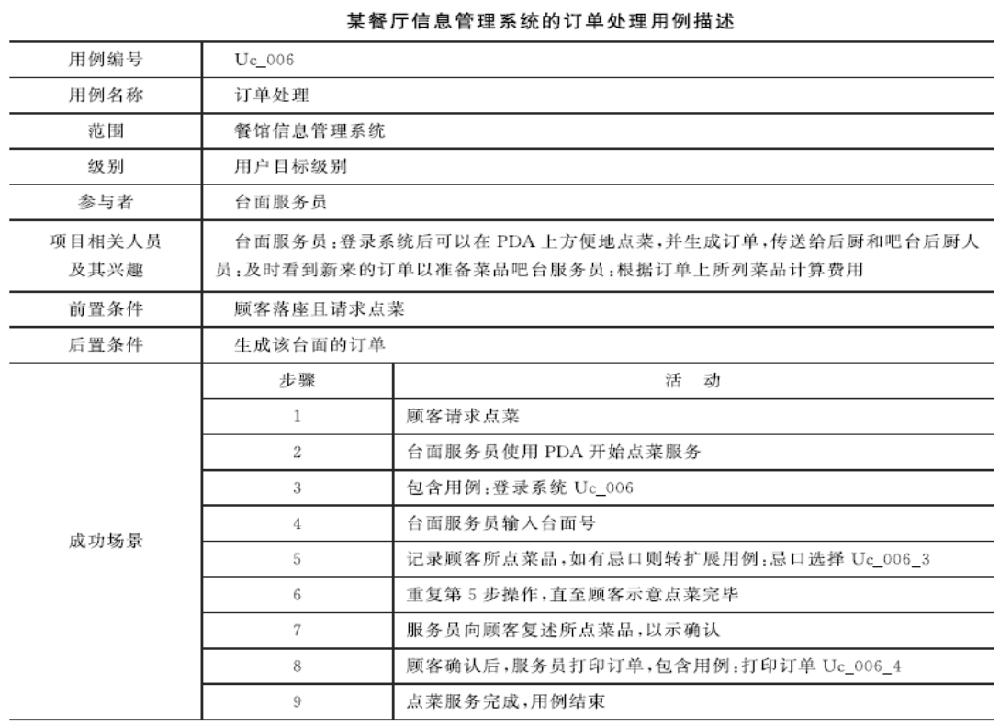 某餐厅信息管理系统的订单处理用例描述
用例编号 Uc_006
用例名称 订单处理
范围 餐馆信息管理系统
级别 用户目标级别
参与者 台面服务员
项目相关人员
及其兴趣
台面服务员:登录系统后可以在 PDA 上方便地点菜,并生成订单,传送给后厨和吧台后厨人
员:及时看到新来的订单以准备菜品吧台服务员:根据订单上所列菜品计算费用
前置条件 顾客落座且请求点菜
后置条件 生成该台面的订单
成功场景
步骤 活 动
1 顾客请求点菜
2 台面服务员使用 PDA 开始点菜服务
3 包含用例:登录系统 Uc_006
4 台面服务员输入台面号
5 记录顾客所点菜品,如有忌口则转扩展用例:忌口选择 Uc_006_3
6 重复第 5 步操作,直至顾客示意点菜完毕
7 服务员向顾客复述所点菜品,以示确认
8 顾客确认后,服务员打印订单,包含用例:打印订单 Uc_006_4
9 点菜服务完成,用例结束